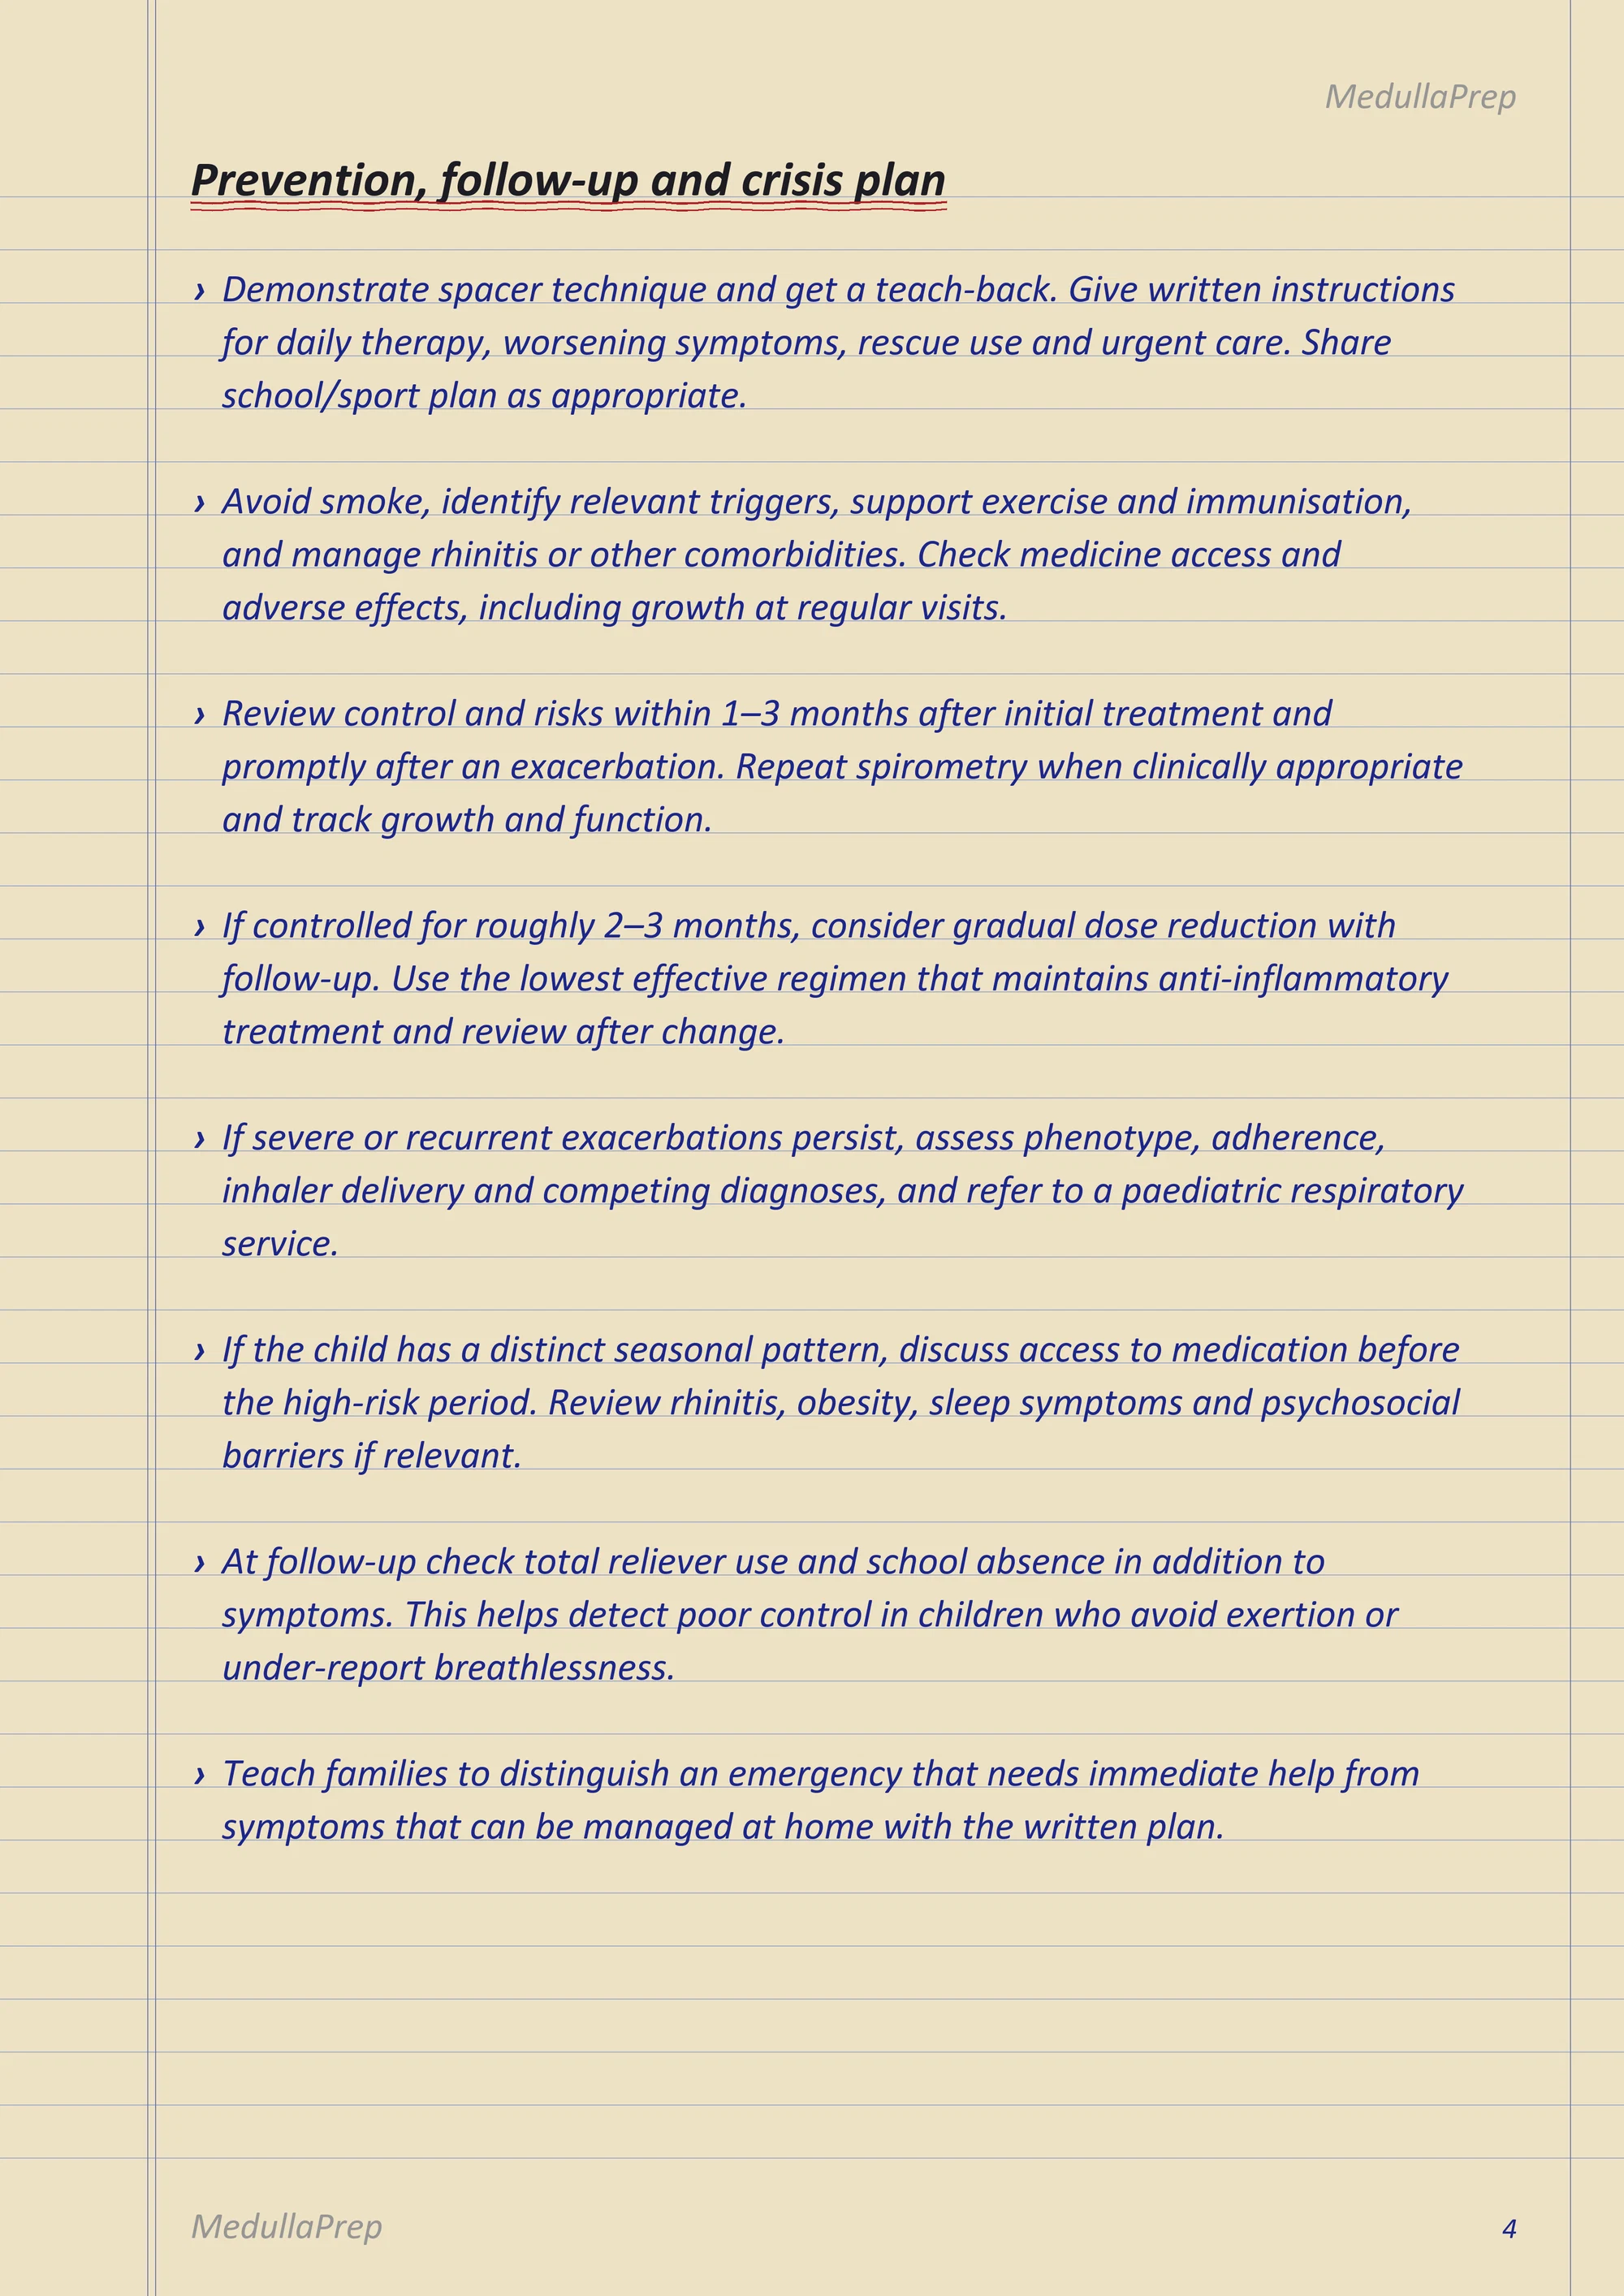 MedullaPrep
Prevention, follow-up and crisis plan
› Demonstrate spacer technique and get a teach-back. Give written instructions
for daily therapy, worsening symptoms, rescue use and urgent care. Share
school/sport plan as appropriate.
› Avoid smoke, identify relevant triggers, support exercise and immunisation,
and manage rhinitis or other comorbidities. Check medicine access and
adverse effects, including growth at regular visits.
› Review control and risks within 1–3 months after initial treatment and
promptly after an exacerbation. Repeat spirometry when clinically appropriate
and track growth and function.
› If controlled for roughly 2–3 months, consider gradual dose reduction with
follow-up. Use the lowest effective regimen that maintains anti-inflammatory
treatment and review after change.
› If severe or recurrent exacerbations persist, assess phenotype, adherence,
inhaler delivery and competing diagnoses, and refer to a paediatric respiratory
service.
› If the child has a distinct seasonal pattern, discuss access to medication before
the high-risk period. Review rhinitis, obesity, sleep symptoms and psychosocial
barriers if relevant.
› At follow-up check total reliever use and school absence in addition to
symptoms. This helps detect poor control in children who avoid exertion or
under-report breathlessness.
› Teach families to distinguish an emergency that needs immediate help from
symptoms that can be managed at home with the written plan.
MedullaPrep
4